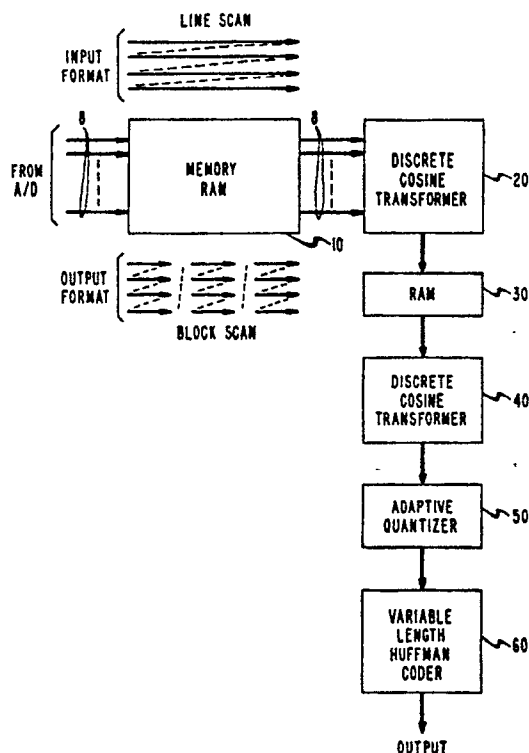 LINE SCAN
INPUT
FORMAT
8
8
FROM
A/D
MEMORY
RAM
10
DISCRETE
COSINE
TRANSFORMER
20
OUTPUT
FORMAT
BLOCK SCAN
RAM
30
DISCRETE
COSINE
TRANSFORMER
40
ADAPTIVE
QUANTIZER
50
VARIABLE
LENGTH
HUFFMAN
CODER
60
OUTPUT